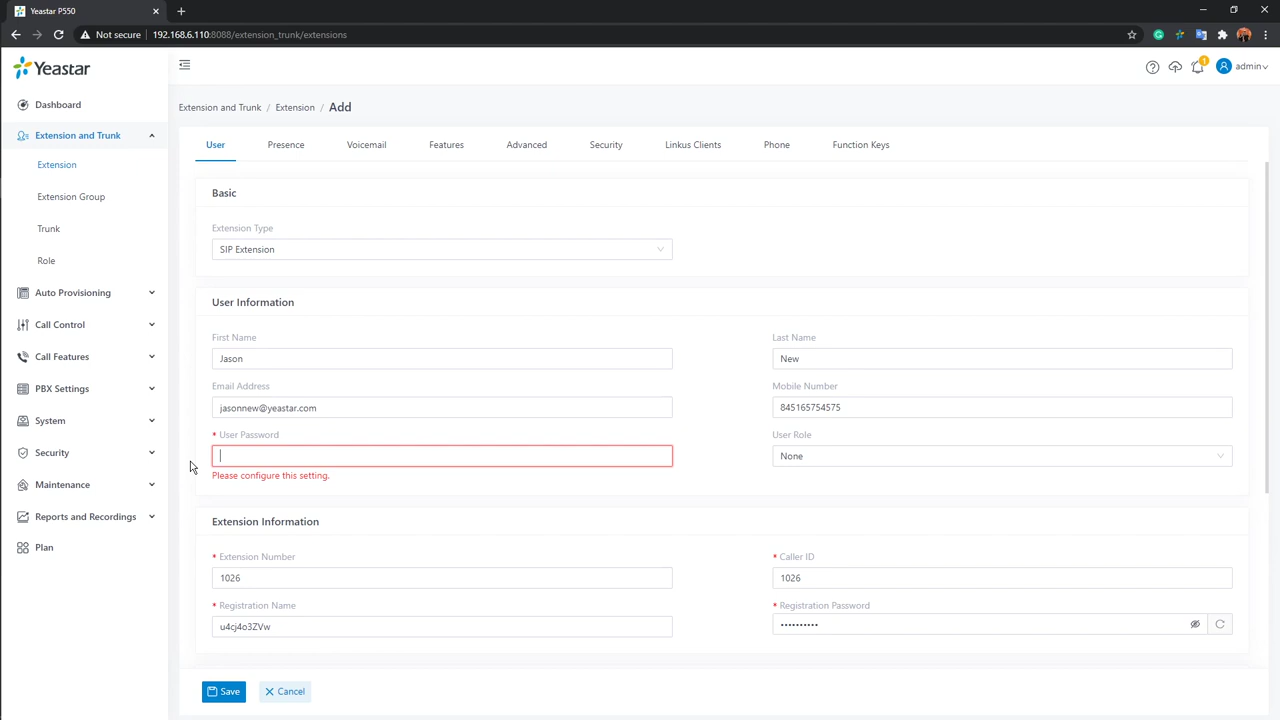 Yeastar P550
Not secure
192.168.6.110:8088/extension_trunk/extensions
Yeastar
1
admin
Dashboard
Extension and Trunk
Extension
Extension Group
Trunk
Role
Auto Provisioning
Call Control
Call Features
PBX Settings
System
Security
Maintenance
Reports and Recordings
Plan
Extension and Trunk / Extension / Add
User Presence Voicemail Features Advanced Security Linkus Clients Phone Function Keys
Basic
Extension Type
SIP Extension
User Information
First Name
Jason
Last Name
New
Email Address
jasonnew@yeastar.com
Mobile Number
845165754575
* User Password
Please configure this setting.
User Role
None
Extension Information
* Extension Number
1026
* Caller ID
1026
* Registration Name
u4cj4o3ZVw
* Registration Password
••••••••••
Save
Cancel